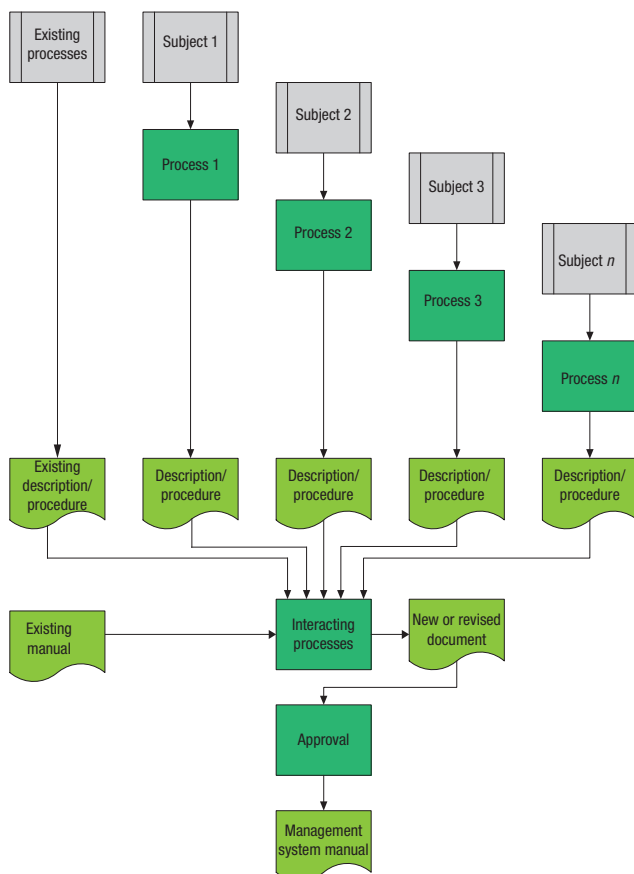 Existing
processes
Subject 1
Subject 2
Process 1
Subject 3
Process 2
Subject n
Process 3
Process n
Existing
description/
procedure
Description/
procedure
Description/
procedure
Description/
procedure
Description/
procedure
Existing
manual
Interacting
processes
New or revised
document
Approval
Management
system manual